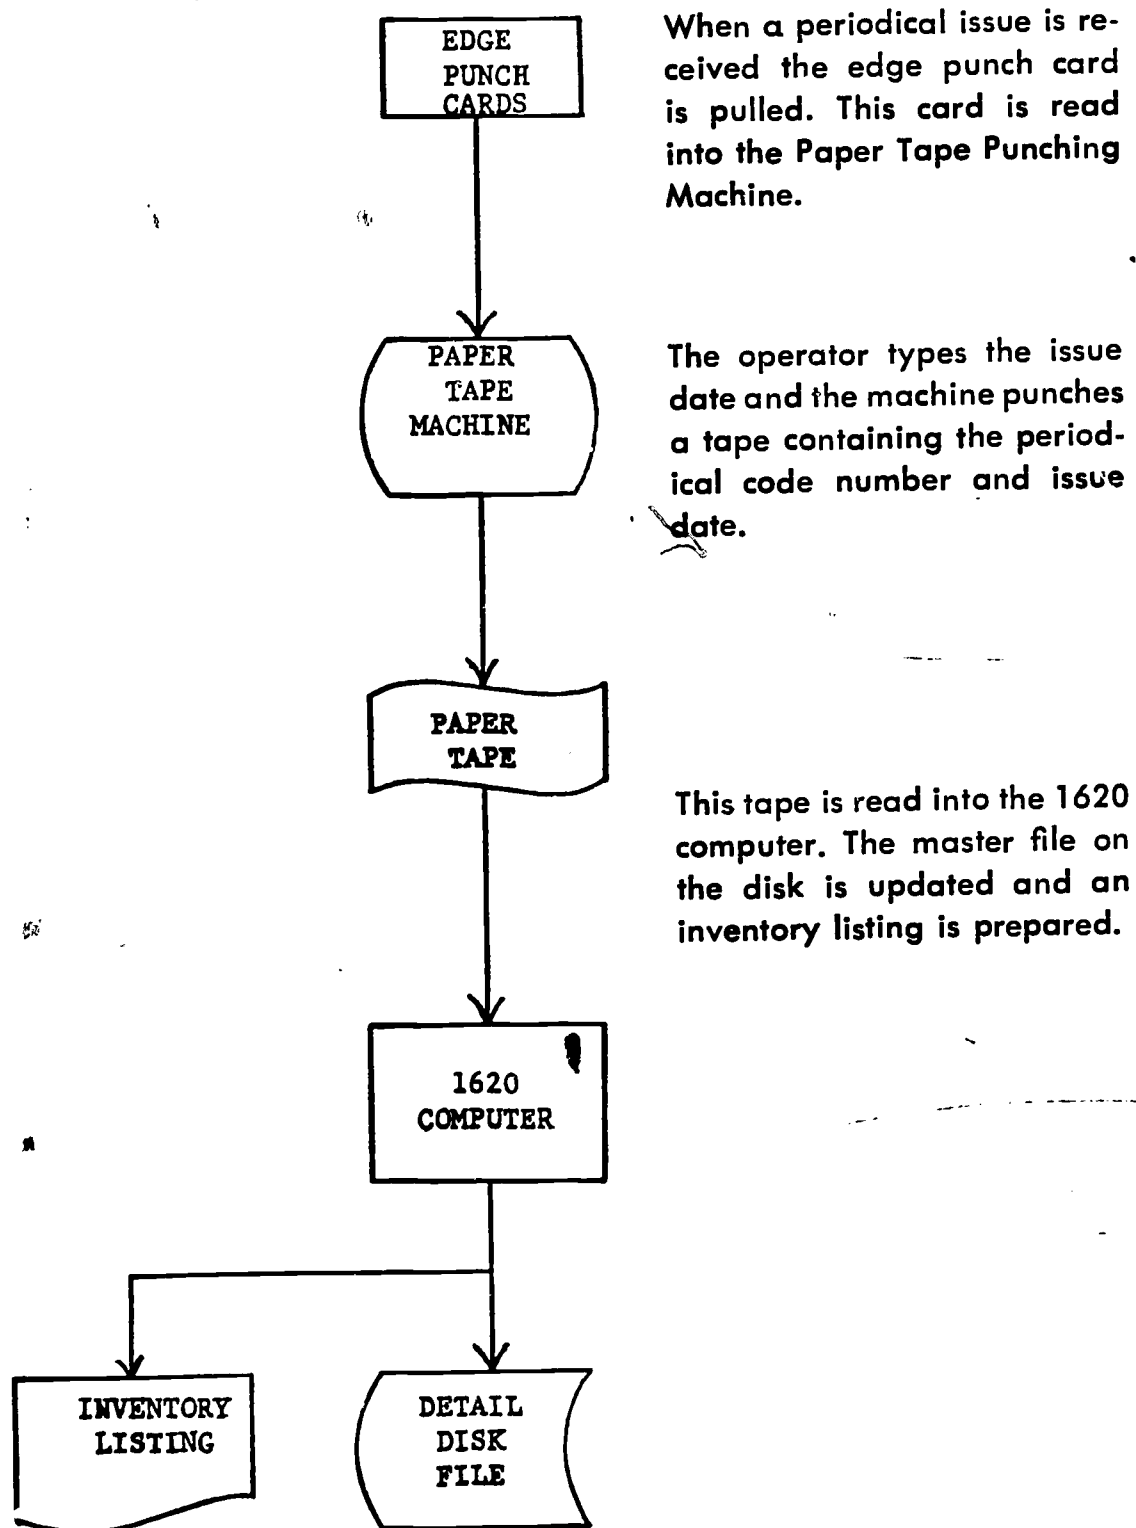 EDGE
PUNCH
CARDS
When a periodical issue is re-
ceived the edge punch card
is pulled. This card is read
into the Paper Tape Punching
Machine.
PAPER
TAPE
MACHINE
The operator types the issue
date and the machine punches
a tape containing the period-
ical code number and issue
date.
PAPER
TAPE
This tape is read into the 1620
computer. The master file on
the disk is updated and an
inventory listing is prepared.
1620
COMPUTER
INVENTORY
LISTING
DETAIL
DISK
FILE